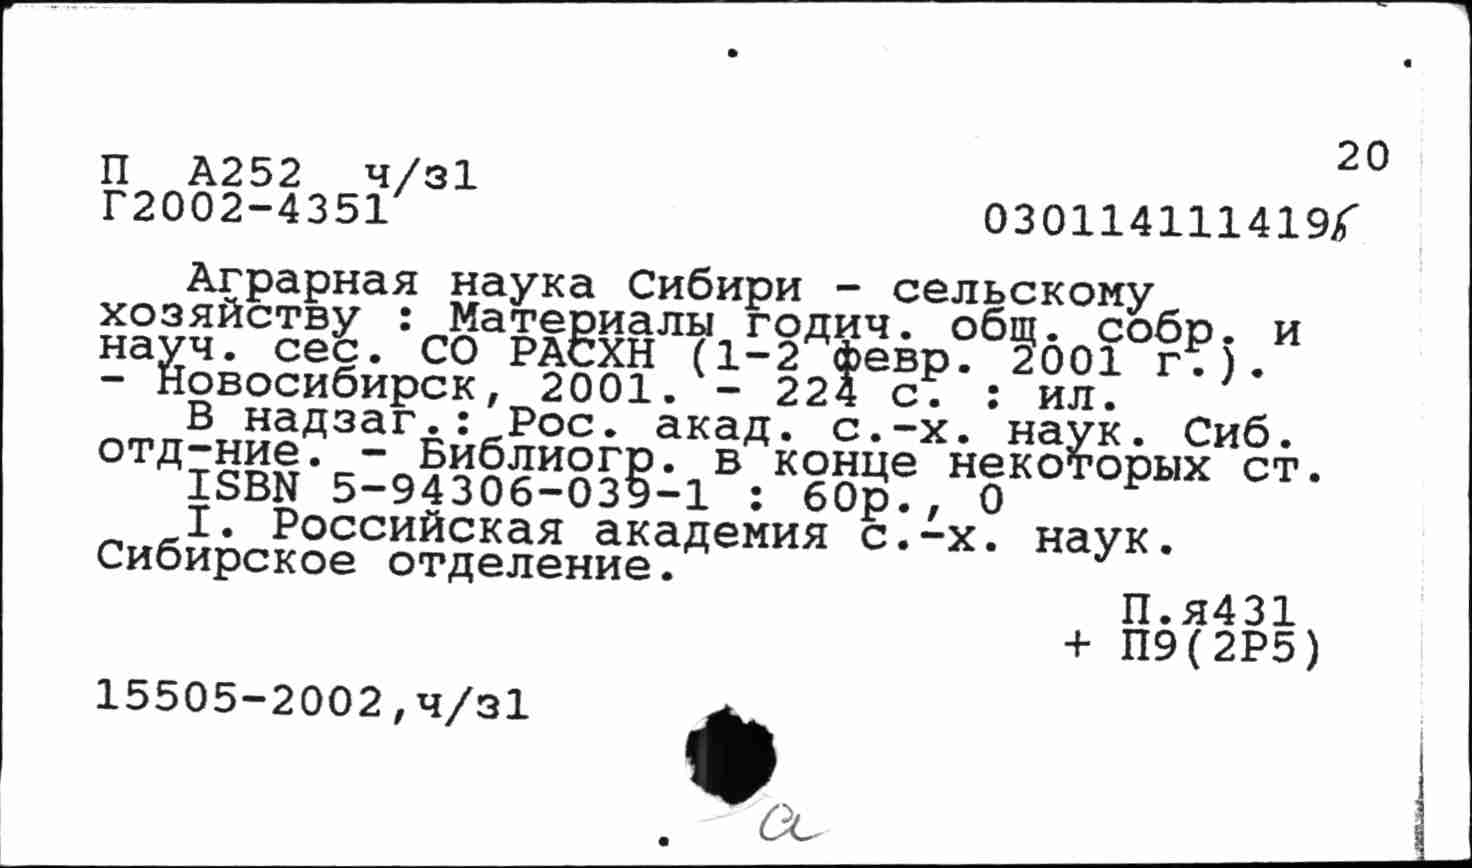 20
П А252 ч/з1
Г2002-4351
030114111419б
Аграрная наука Сибири - сельскому
хозяйству : Материалы годич. общ. собр. и
науч. сес. СО РАСХН (1-2 февр. 2001 г.).
- Новосибирск, 2001. - 224 с. : ил.
В надзаг.: Рос. акад. с.-х. наук. Сиб.
отд-ние. - Библиогр. в конце некоторых ст.
ISBN 5-94306-039-1 : 60р., 0
I. Российская академия с.-х. наук.
Сибирское отделение.
П.я431
+ П9(2Р5)
15505-2002,ч/з1
а